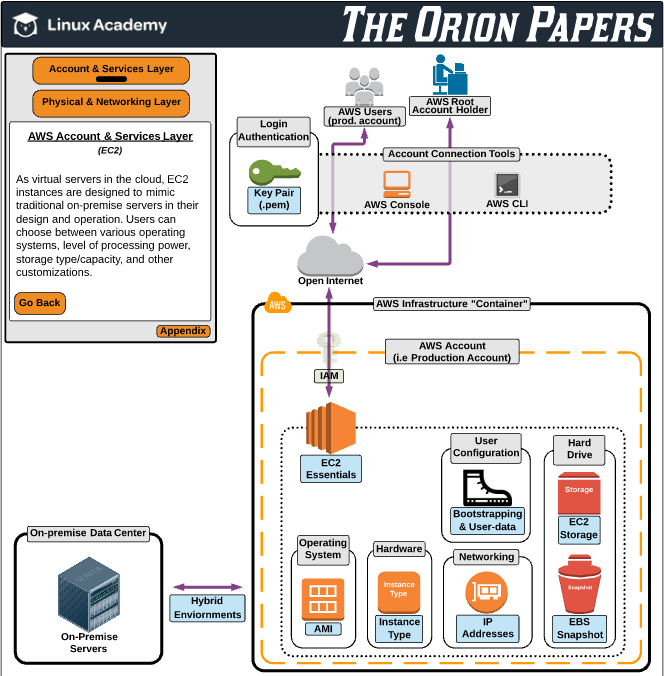 Linux Academy
THE ORION PAPERS
Account & Services Layer
Physical & Networking Layer
AWS Account & Services Layer
(EC2)
As virtual servers in the cloud, EC2
instances are designed to mimic
traditional on-premise servers in their
design and operation. Users can
choose between various operating
systems, level of processing power,
storage type/capacity, and other
customizations.
Go Back
Appendix
AWS Users
(prod. account)
AWS Root
Account Holder
Login
Authentication
Key Pair
(.pem)
Account Connection Tools
AWS Console
AWS CLI
Open Internet
AWS
AWS Infrastructure "Container"
AWS Account
(i.e Production Account)
IAM
EC2
Essentials
User
Configuration
Bootstrapping
& User-data
Hard
Drive
Storage
EC2
Storage
Snapshot
EBS
Snapshot
Operating
System
AMI
Hardware
Instance
Type
Instance
Type
Networking
IP
Addresses
On-premise Data Center
SERVER
On-Premise
Servers
Hybrid
Enviornments